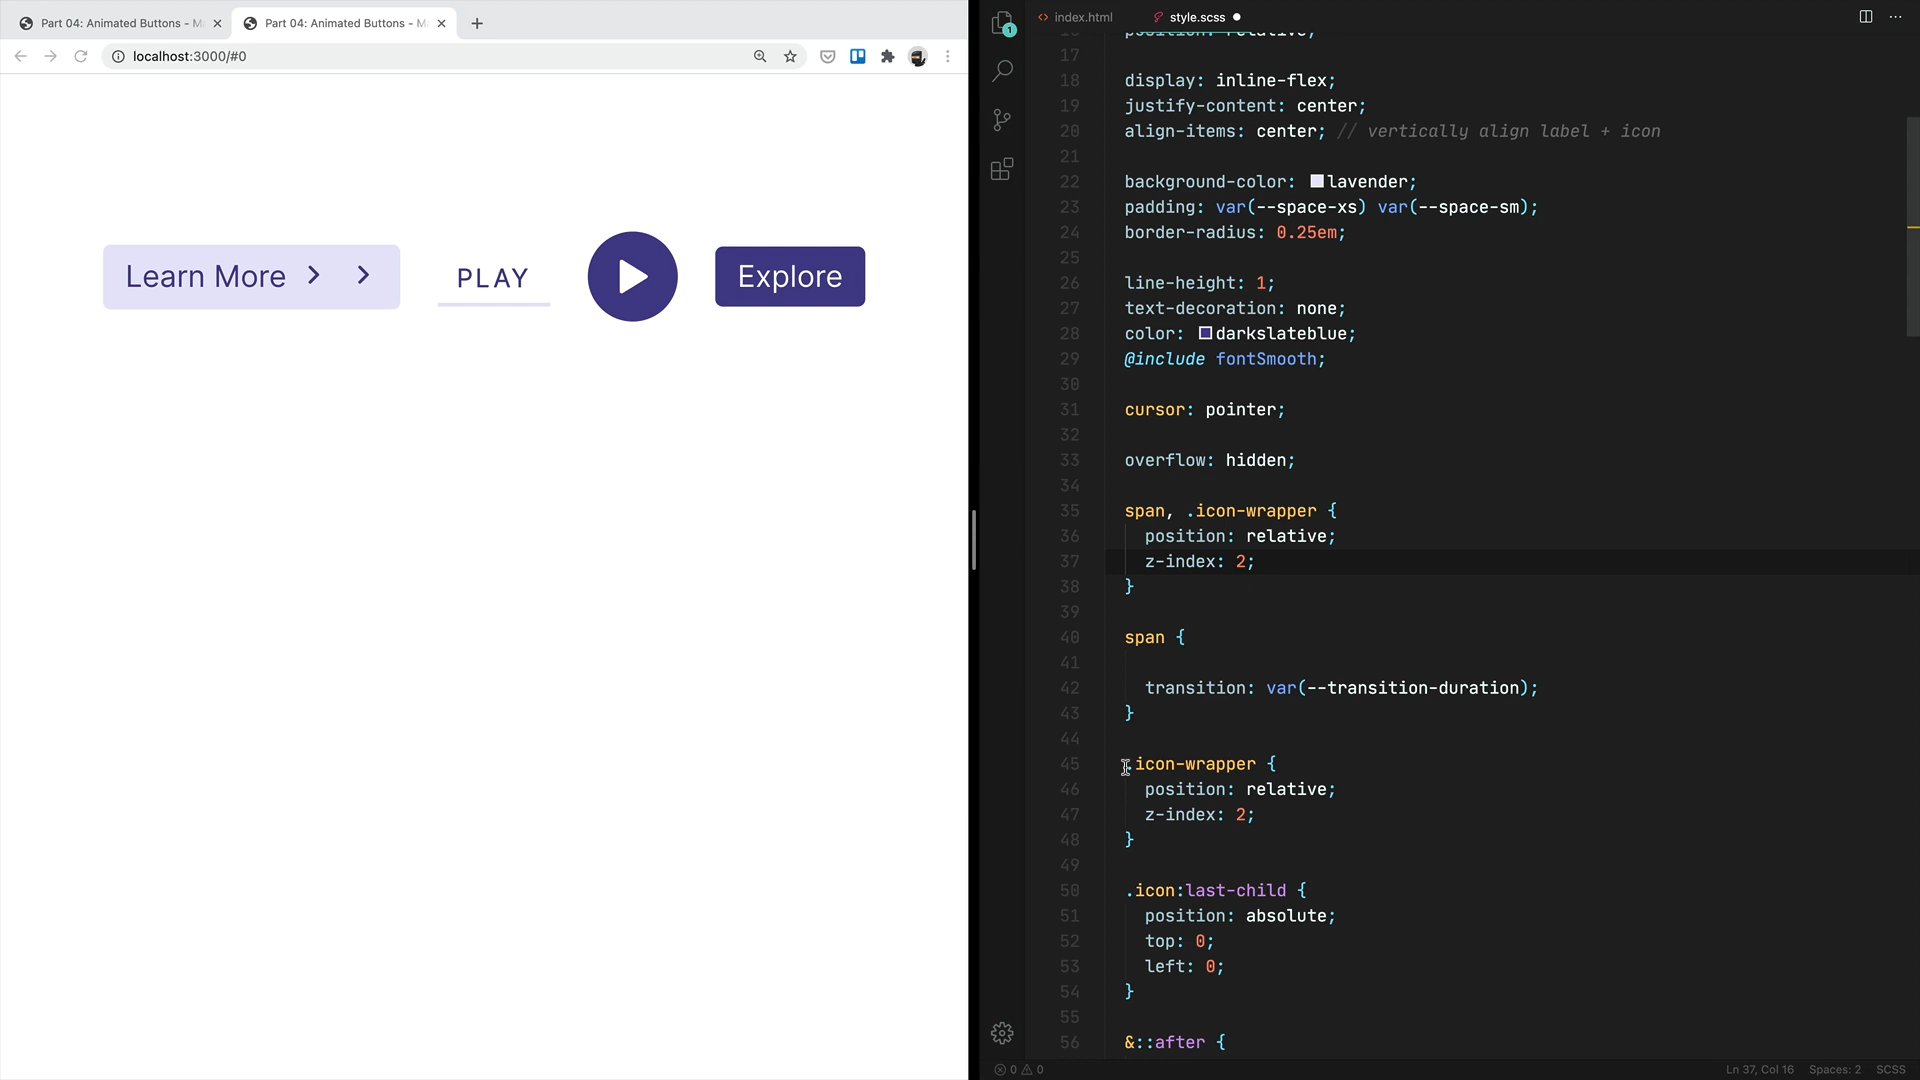 Part 04: Animated Buttons - M
Part 04: Animated Buttons - M
localhost:3000/#0
Learn More
PLAY
Explore
1
index.html
style.scss
16 position: relative;
17
18 display: inline-flex;
19 justify-content: center;
20 align-items: center; // vertically align label + icon
21
22 background-color: lavender;
23 padding: var(--space-xs) var(--space-sm);
24 border-radius: 0.25em;
25
26 line-height: 1;
27 text-decoration: none;
28 color: darkslateblue;
29 @include fontSmooth;
30
31 cursor: pointer;
32
33 overflow: hidden;
34
35 span, .icon-wrapper {
36 position: relative;
37 z-index: 2;
38 }
39
40 span {
41
42 transition: var(--transition-duration);
43 }
44
45 .icon-wrapper {
46 position: relative;
47 z-index: 2;
48 }
49
50 .icon:last-child {
51 position: absolute;
52 top: 0;
53 left: 0;
54 }
55
56 &::after {
0 0
Ln 37, Col 16 Spaces: 2 SCSS